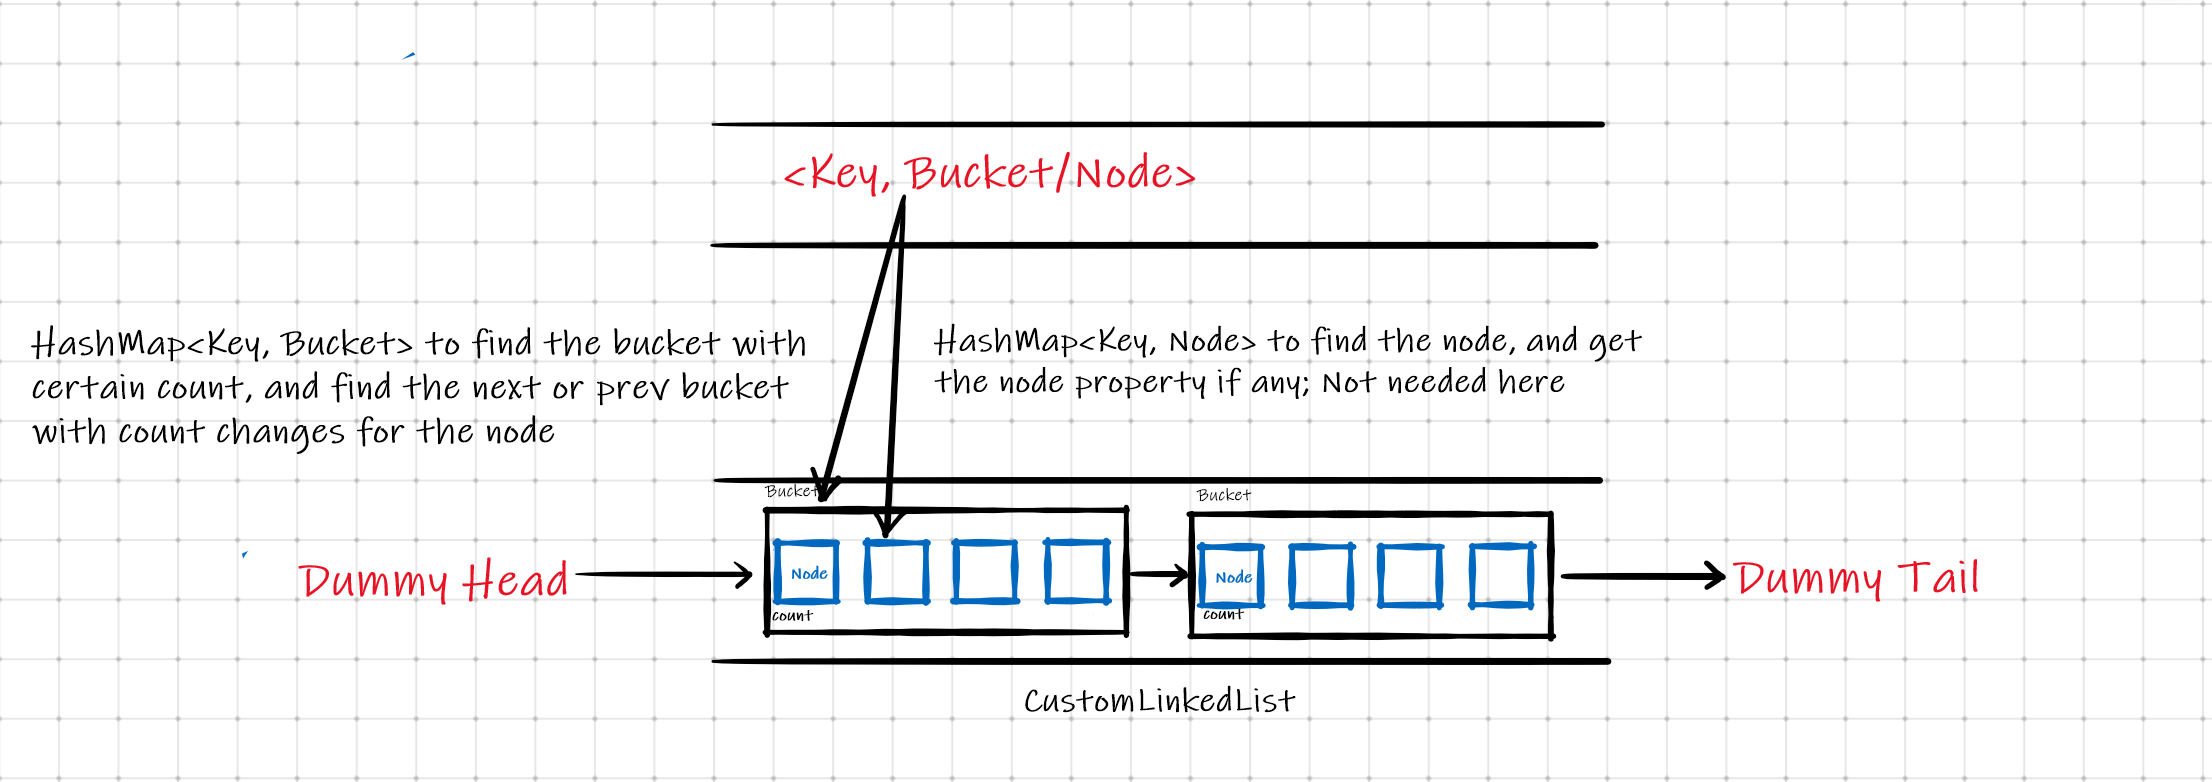 <Key, Bucket/Node>
HashMap<Key, Bucket> to find the bucket with
certain count, and find the next or prev bucket
with count changes for the node
HashMap<Key, Node> to find the node, and get
the node property if any; Not needed here
Bucket
Bucket
Dummy Head
Node
count
Node
count
Dummy Tail
CustomLinkedList